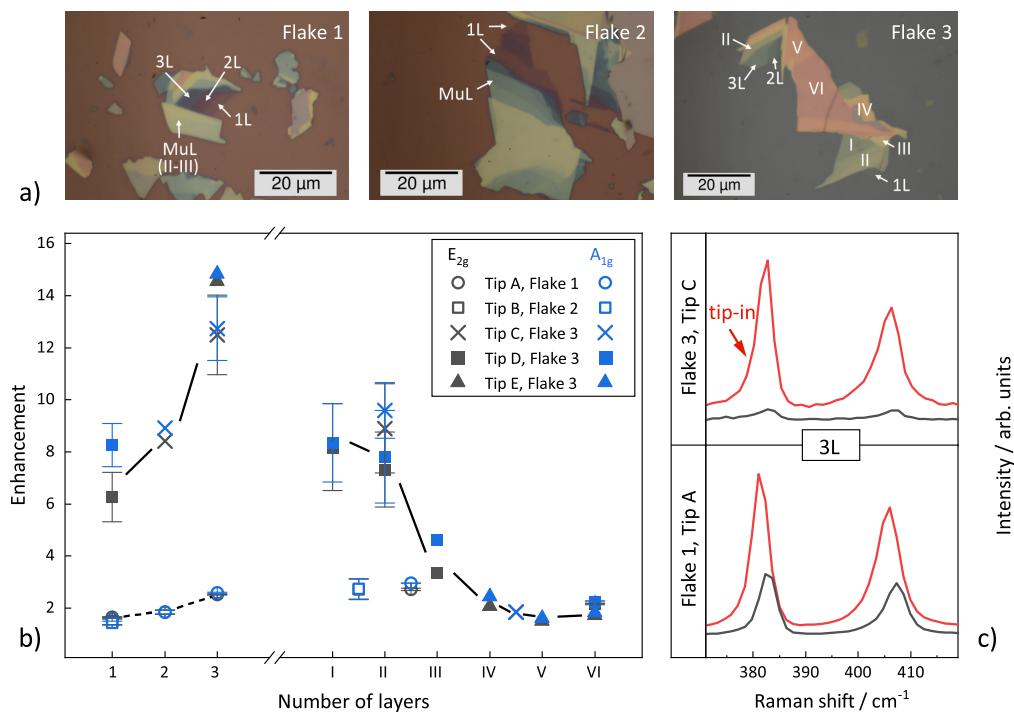 Flake 1
3L
2L
1L
MuL
(II-III)
20 µm
Flake 2
1L
MuL
20 µm
Flake 3
II
V
3L
2L
VI
IV
I
II
III
1L
20 µm
a)
Enhancement
16
14
12
10
8
6
4
2
E2g A1g
Tip A, Flake 1
Tip B, Flake 2
Tip C, Flake 3
Tip D, Flake 3
Tip E, Flake 3
b)
1 2 3 I II III IV V VI
Number of layers
Flake 3, Tip C
tip-in
3L
Flake 1, Tip A
Intensity / arb. units
c)
380 390 400 410
Raman shift / cm-1